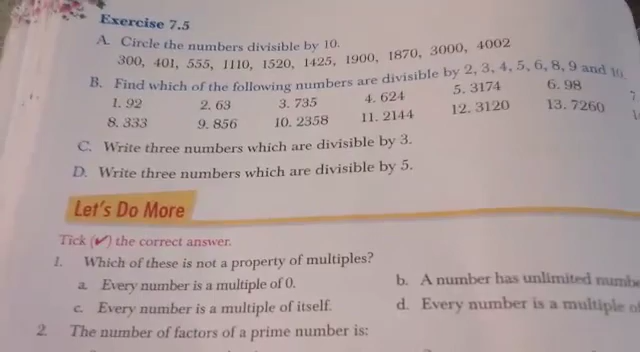 Exercise 7.5
A. Circle the numbers divisible by 10.
300, 401, 555, 1110, 1520, 1425, 1900, 1870, 3000, 4002
B. Find which of the following numbers are divisible by 2, 3, 4, 5, 6, 8, 9 and 10.
1. 92 2. 63 3. 735 4. 624 5. 3174 6. 98 7
8. 333 9. 856 10. 2358 11. 2144 12. 3120 13. 7260
C. Write three numbers which are divisible by 3.
D. Write three numbers which are divisible by 5.
Let's Do More
Tick (✔) the correct answer.
1. Which of these is not a property of multiples?
a. Every number is a multiple of 0. b. A number has unlimited
c. Every number is a multiple of itself. d. Every number is a multiple
2. The number of factors of a prime number is: